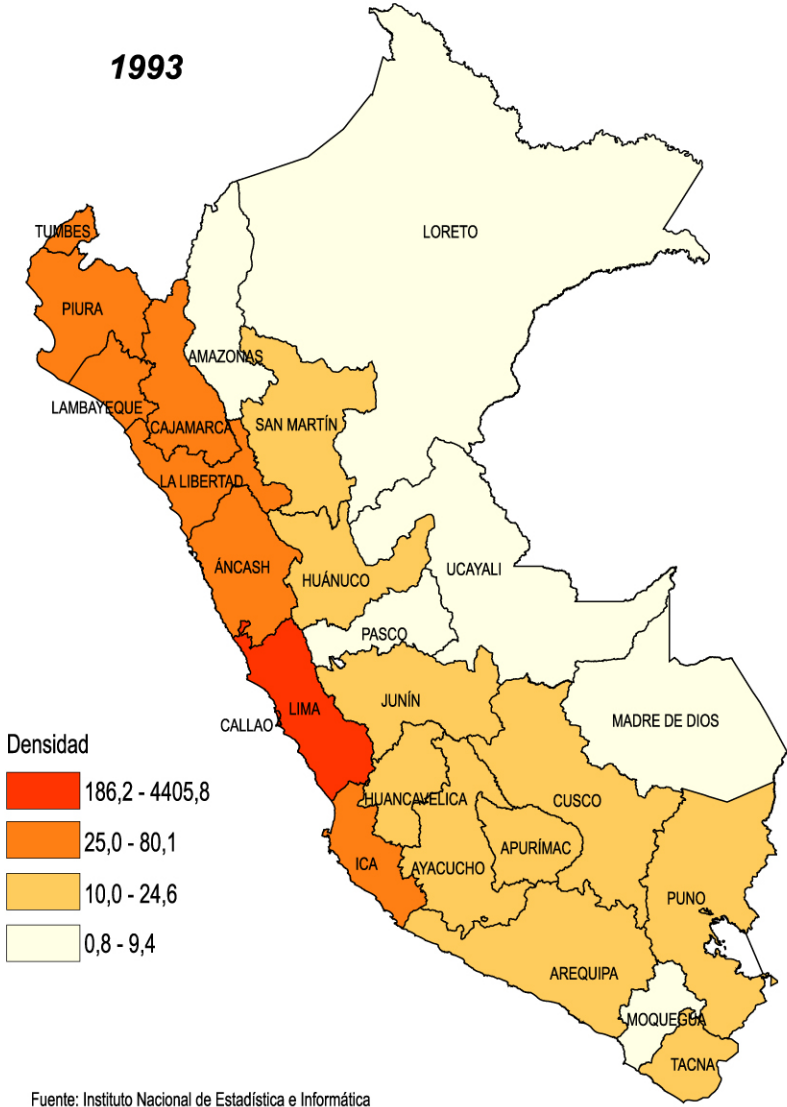 1993
LORETO
TUMBES
PIURA
AMAZONAS
LAMBAYEQUE
CAJAMARCA
SAN MARTÍN
LA LIBERTAD
ÁNCASH
HUÁNUCO
UCAYALI
PASCO
JUNÍN
LIMA
CALLAO
MADRE DE DIOS
HUANCAVELICA
CUSCO
APURÍMAC
ICA
AYACUCHO
PUNO
AREQUIPA
MOQUEGUA
TACNA
Densidad
186,2 - 4405,8
25,0 - 80,1
10,0 - 24,6
0,8 - 9,4
Fuente: Instituto Nacional de Estadística e Informática